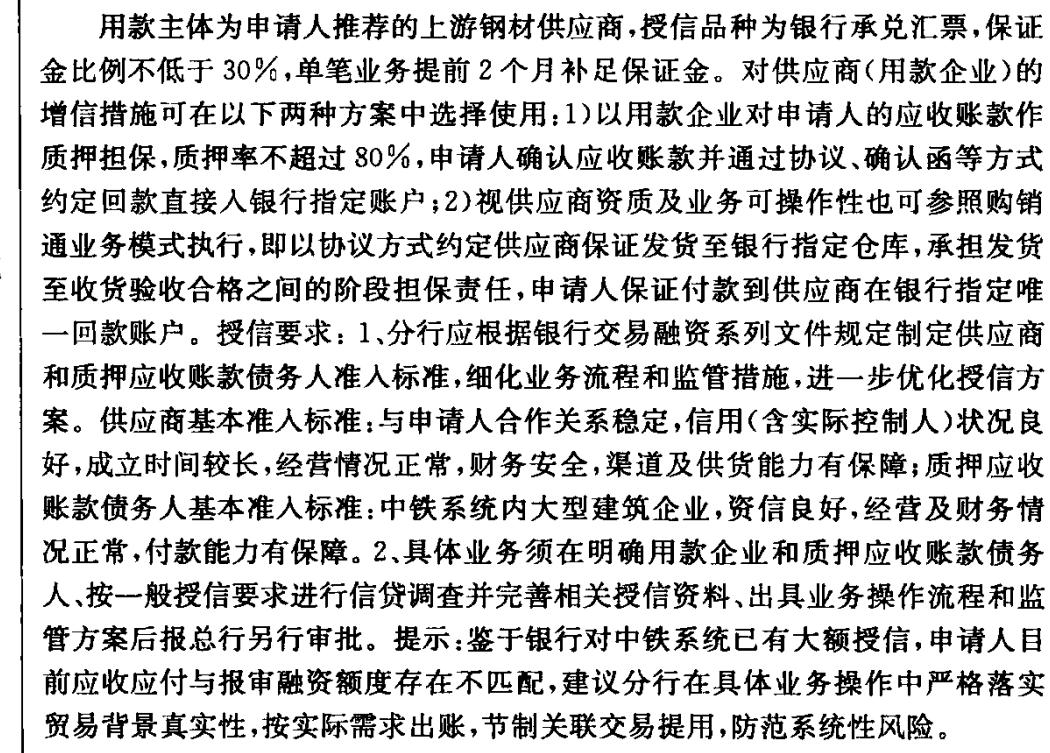 用款主体为申请人推荐的上游钢材供应商,授信品种为银行承兑汇票,保证
金比例不低于30%,单笔业务提前2个月补足保证金。对供应商(用款企业)的
增信措施可在以下两种方案中选择使用:1)以用款企业对申请人的应收账款作
质押担保,质押率不超过80%,申请人确认应收账款并通过协议、确认函等方式
约定回款直接入银行指定账户;2)视供应商资质及业务可操作性也可参照购销
通业务模式执行,即以协议方式约定供应商保证发货至银行指定仓库,承担发货
至收货验收合格之间的阶段担保责任,申请人保证付款到供应商在银行指定唯
一回款账户。授信要求:1、分行应根据银行交易融资系列文件规定制定供应商
和质押应收账款债务人准入标准,细化业务流程和监管措施,进一步优化授信方
案。供应商基本准入标准:与申请人合作关系稳定,信用(含实际控制人)状况良
好,成立时间较长,经营情况正常,财务安全,渠道及供货能力有保障;质押应收
账款债务人基本准入标准:中铁系统内大型建筑企业,资信良好,经营及财务情
况正常,付款能力有保障。2、具体业务须在明确用款企业和质押应收账款债务
人、按一般授信要求进行信贷调查并完善相关授信资料、出具业务操作流程和监
管方案后报总行另行审批。提示:鉴于银行对中铁系统已有大额授信,申请人目
前应收应付与报审融资额度存在不匹配,建议分行在具体业务操作中严格落实
贸易背景真实性,按实际需求出账,节制关联交易提用,防范系统性风险。